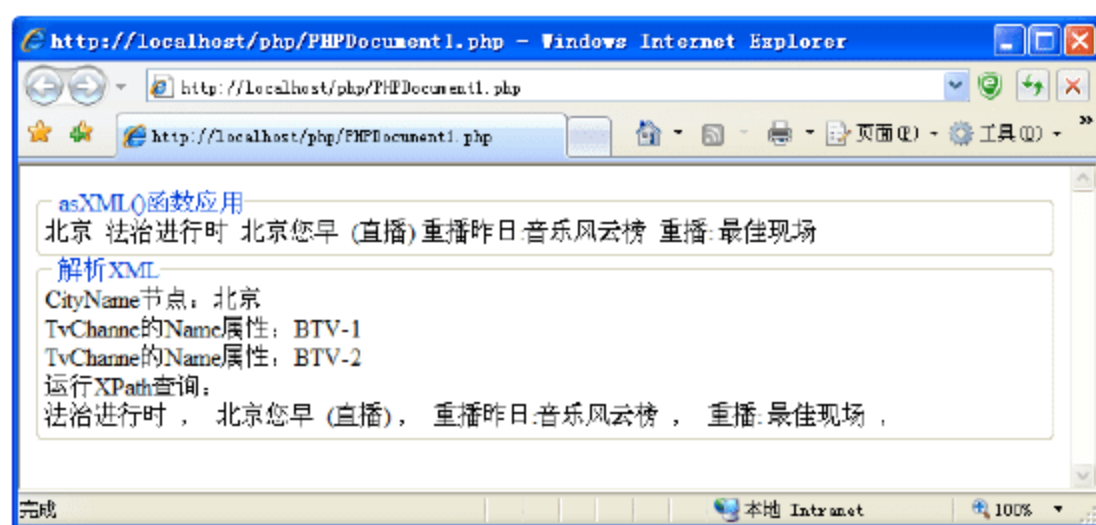 http://localhost/php/PHPDocument1.php - Windows Internet Explorer
http://localhost/php/PHPDocument1.php
http://localhost/php/PHPDocument1.php 页面(P) 工具(O) »
asXML()函数应用
北京 法治进行时 北京您早 (直播) 重播昨日:音乐风云榜 重播: 最佳现场
解析XML
CityName节点：北京
TvChanne的Name属性：BTV-1
TvChanne的Name属性：BTV-2
运行XPath查询：
法治进行时 ， 北京您早 (直播) ， 重播昨日:音乐风云榜 ， 重播: 最佳现场 ，
完成 本地 Intranet 100%